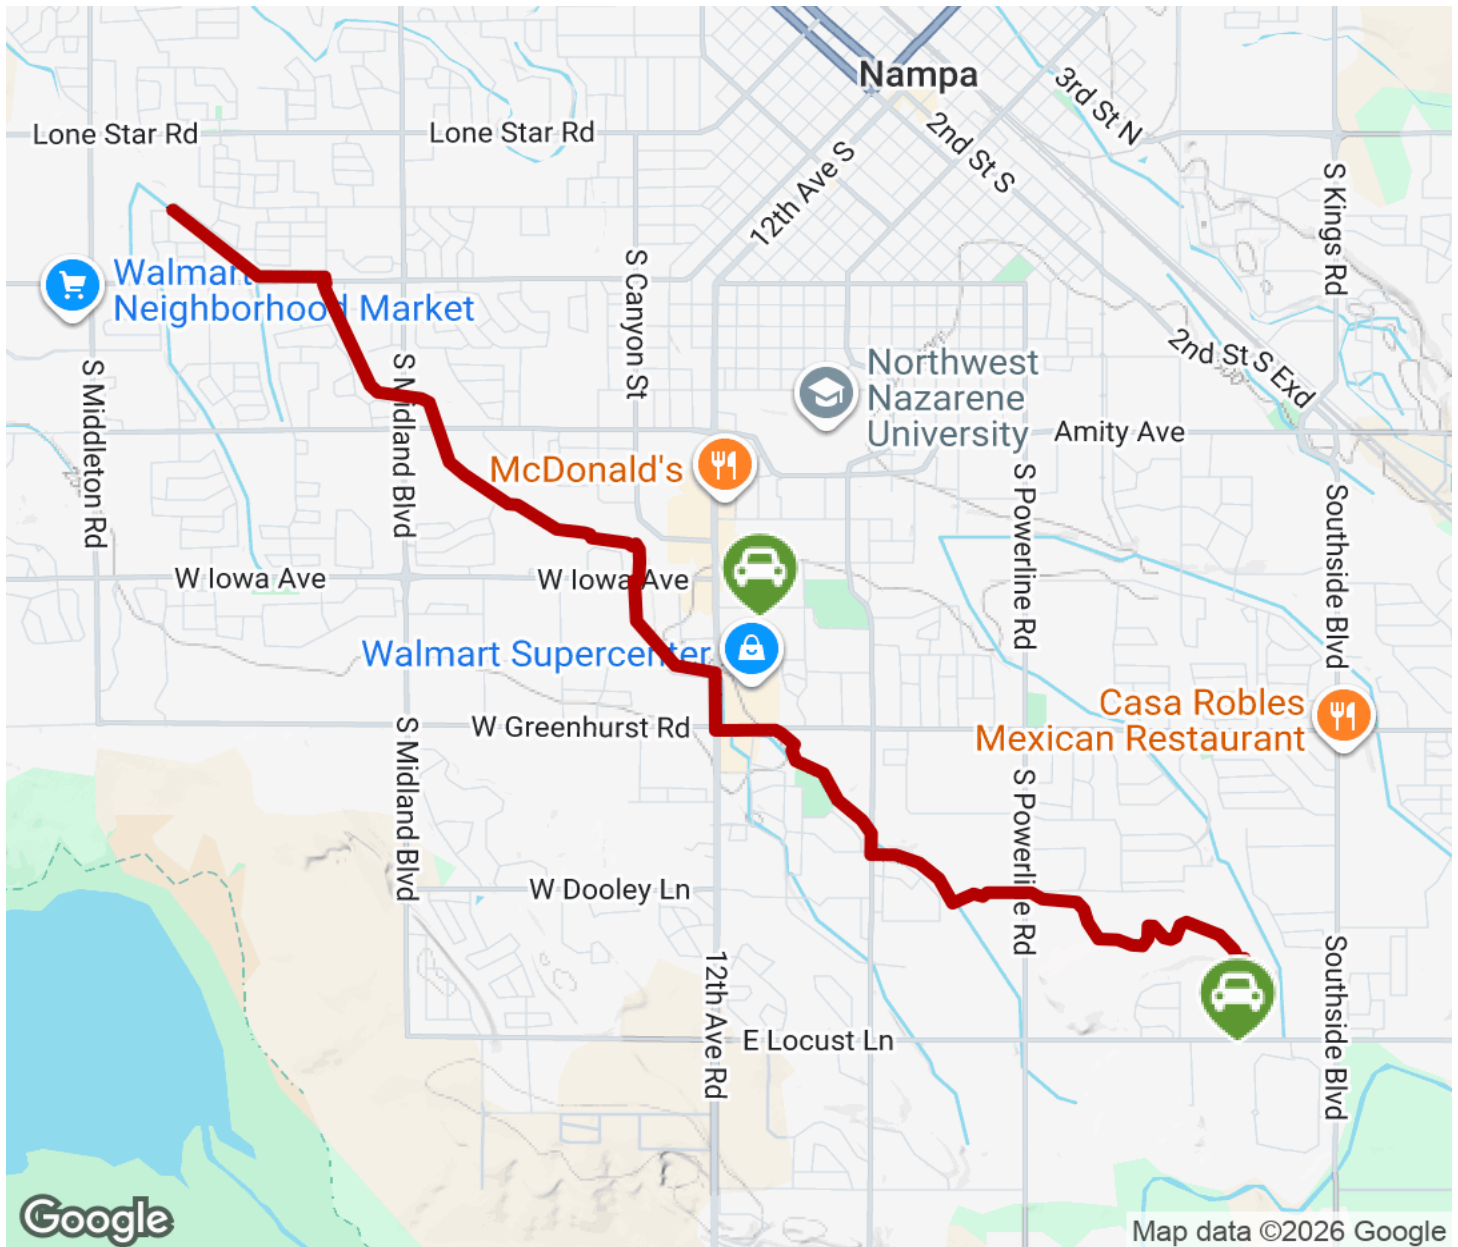 Nampa
3rd St N
Lone Star Rd
Lone Star Rd
2nd St S
12th Ave S
S Kings Rd
Walmart
Neighborhood Market
S Canyon St
2nd St S Exd
S Middleton Rd
S Midland Blvd
Northwest
Nazarene
University
Amity Ave
McDonald's
S Powerline Rd
Southside Blvd
W Iowa Ave
W Iowa Ave
Walmart Supercenter
Casa Robles
Mexican Restaurant
W Greenhurst Rd
S Midland Blvd
S Powerline Rd
W Dooley Ln
12th Ave Rd
Southside Blvd
E Locust Ln
Google
Map data ©2026 Google